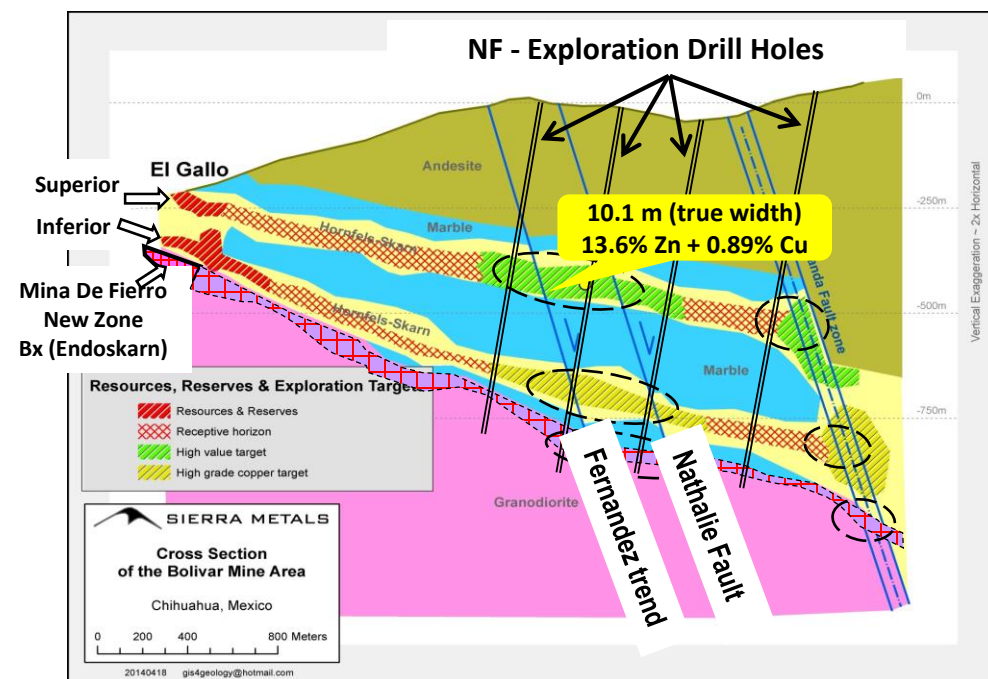 NF - Exploration Drill Holes
0m
Andesite
El Gallo
Superior
-250m
10.1 m (true width)
13.6% Zn + 0.89% Cu
Inferior
Marble
Hornfels-Skarn
Vertical Exaggeration ~ 2x Horizontal
Mina De Fierro
New Zone
Bx (Endoskarn)
anda Fault zone
-500m
Hornfels-Skarn
Marble
Resources, Reserves & Exploration Target
Resources & Reserves
Receptive horizon
High value target
High grade copper target
-750m
Fernandez trend
Nathalie Fault
Granodiorite
SIERRA METALS
Cross Section
of the Bolivar Mine Area
Chihuahua, Mexico
0 200 400 800 Meters
20140418 gis4geology@hotmail.com